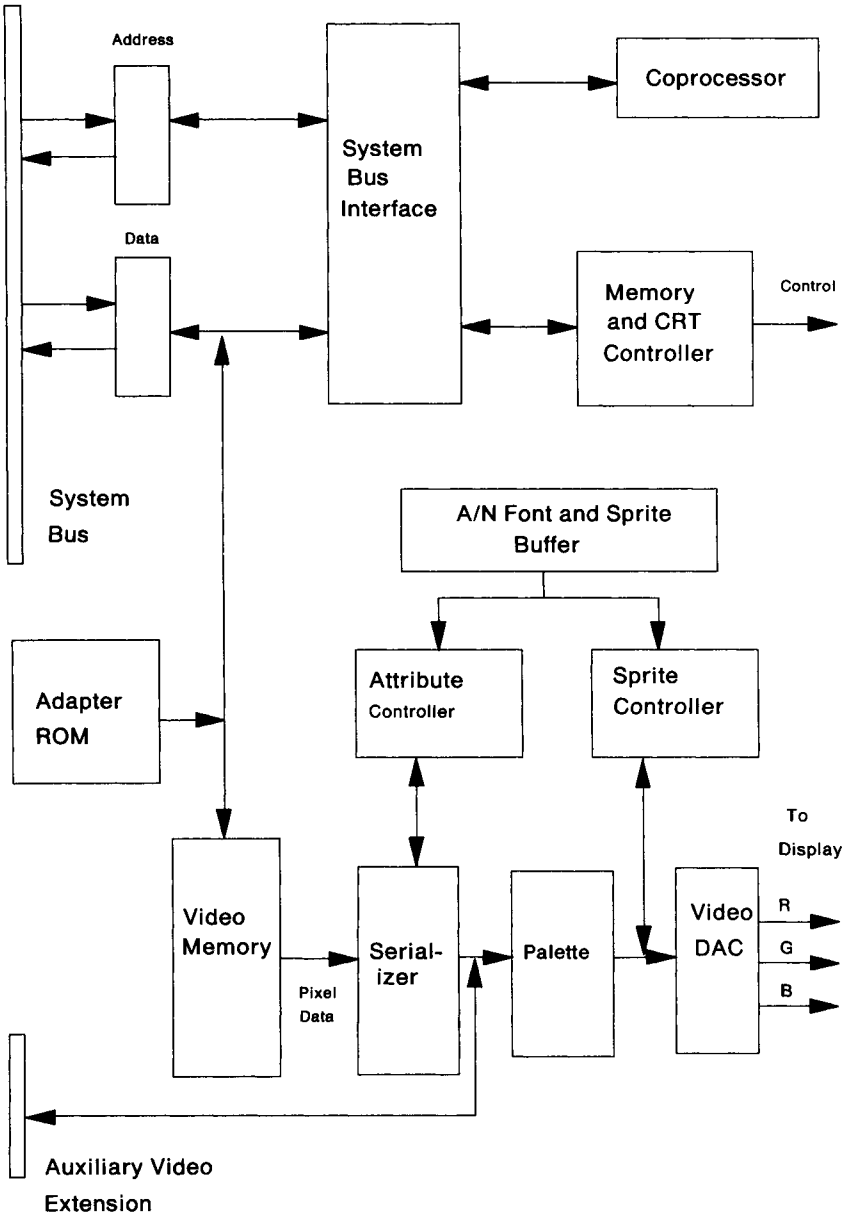 Address
Coprocessor
System
Bus
Interface
Data
Memory
and CRT
Controller
Control
System
Bus
A/N Font and Sprite
Buffer
Adapter
ROM
Attribute
Controller
Sprite
Controller
To
Display
Video
Memory
Pixel
Data
Serial-
izer
Palette
Video
DAC
R
G
B
Auxiliary Video
Extension